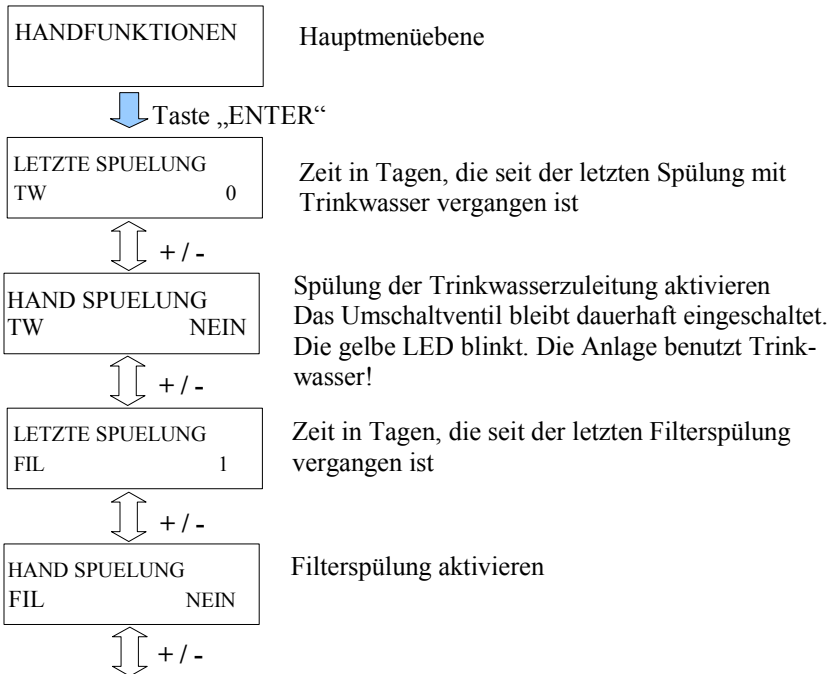 HANDFUNKTIONEN
Hauptmenüebene
Taste „ENTER“
LETZTE SPUELUNG
TW 0
Zeit in Tagen, die seit der letzten Spülung mit
Trinkwasser vergangen ist
+ / -
HAND SPUELUNG
TW NEIN
Spülung der Trinkwasserzuleitung aktivieren
Das Umschaltventil bleibt dauerhaft eingeschaltet.
Die gelbe LED blinkt. Die Anlage benutzt Trink-
wasser!
+ / -
LETZTE SPUELUNG
FIL 1
Zeit in Tagen, die seit der letzten Filterspülung
vergangen ist
+ / -
HAND SPUELUNG
FIL NEIN
Filterspülung aktivieren
+ / -